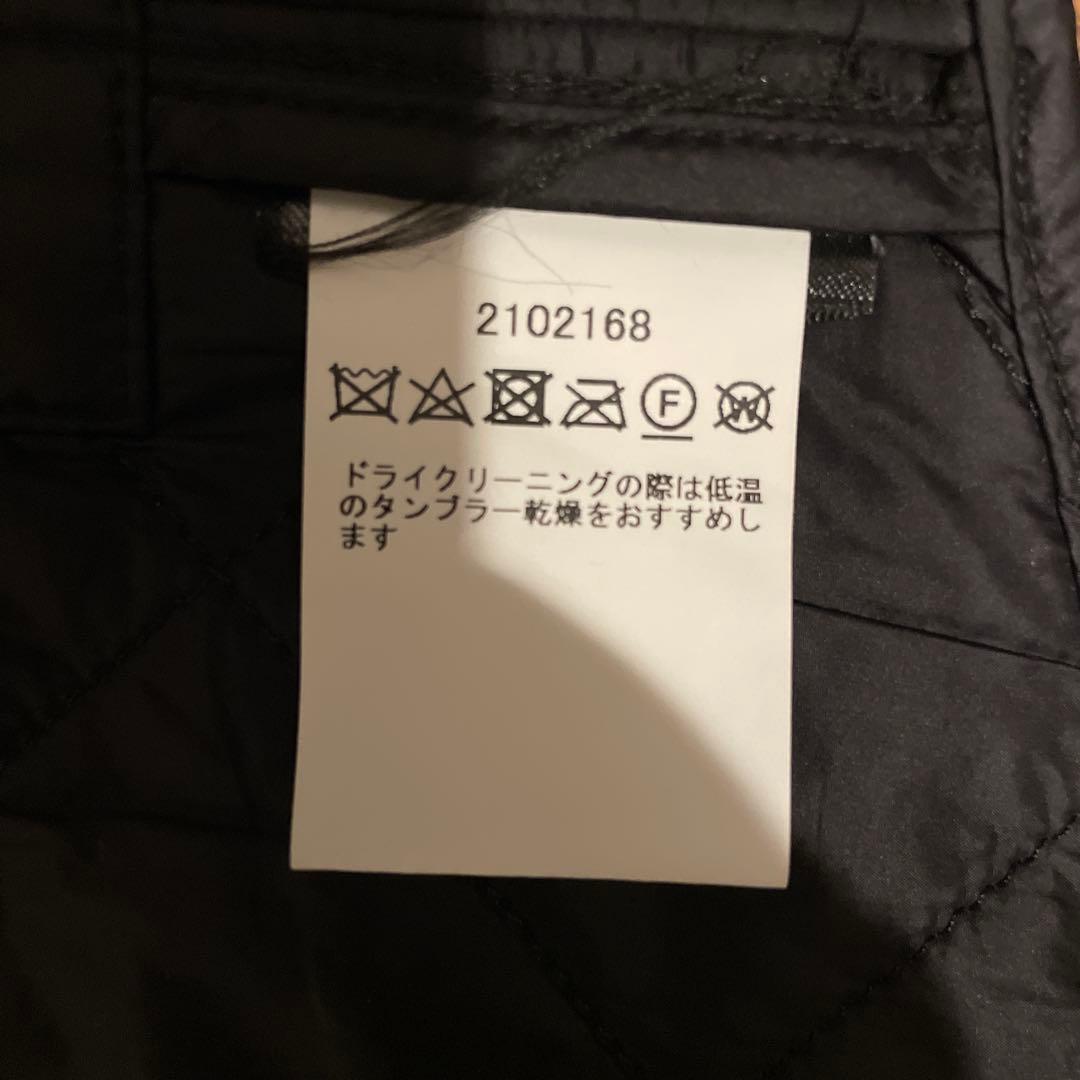 2102168
F W
ドライクリーニングの際は低温
のタンブラー乾燥をおすすめし
ます